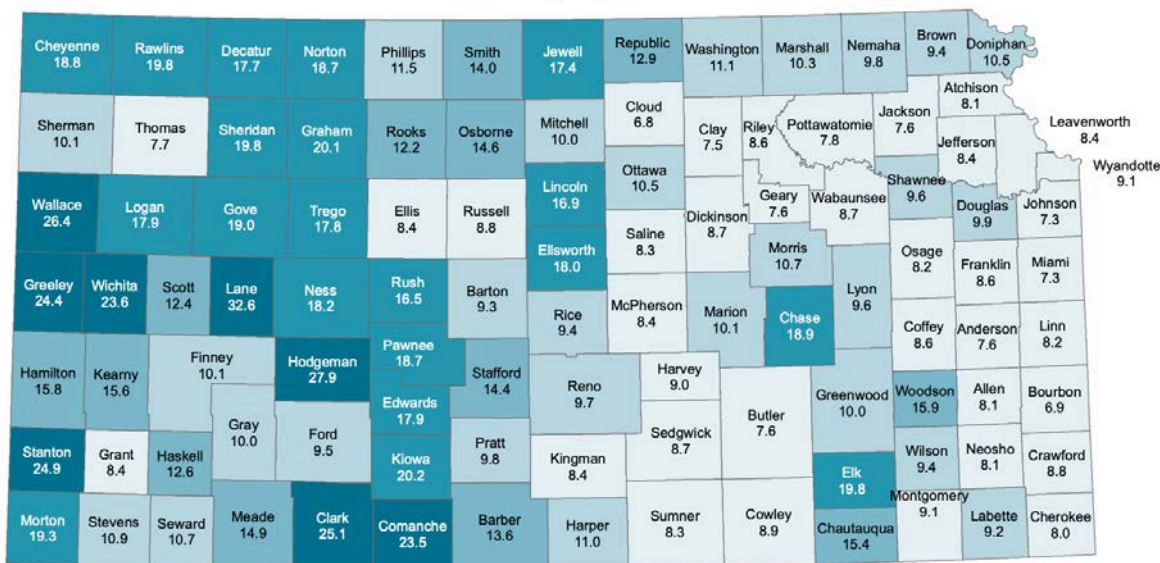 Cheyenne
18.8
Rawlins
19.8
Decatur
17.7
Norton
18.7
Phillips
11.5
Smith
14.0
Jewell
17.4
Republic
12.9
Washington
11.1
Marshall
10.3
Nemaha
9.8
Brown
9.4
Doniphan
10.5
Sherman
10.1
Thomas
7.7
Sheridan
19.8
Graham
20.1
Rooks
12.2
Osborne
14.6
Mitchell
10.0
Cloud
6.8
Clay
7.5
Riley
8.6
Pottawatomie
7.8
Jackson
7.6
Atchison
8.1
Jefferson
8.4
Leavenworth
8.4
Wyandotte
9.1
Wallace
26.4
Logan
17.9
Gove
19.0
Trego
17.8
Ellis
8.4
Russell
8.8
Lincoln
16.9
Ottawa
10.5
Saline
8.3
Dickinson
8.7
Geary
7.6
Wabaunsee
8.7
Shawnee
9.6
Douglas
9.9
Johnson
7.3
Ellsworth
18.0
Morris
10.7
Osage
8.2
Franklin
8.6
Miami
7.3
Greeley
24.4
Wichita
23.6
Scott
12.4
Lane
32.6
Ness
18.2
Rush
16.5
Barton
9.3
Rice
9.4
McPherson
8.4
Marion
10.1
Chase
18.9
Lyon
9.6
Coffey
8.6
Anderson
7.6
Linn
8.2
Hamilton
15.8
Kearny
15.6
Finney
10.1
Hodgeman
27.9
Pawnee
18.7
Stafford
14.4
Reno
9.7
Harvey
9.0
Butler
7.6
Greenwood
10.0
Woodson
15.9
Allen
8.1
Bourbon
6.9
Gray
10.0
Ford
9.5
Edwards
17.9
Pratt
9.8
Kingman
8.4
Sedgwick
8.7
Stanton
24.9
Grant
8.4
Haskell
12.6
Kiowa
20.2
Elk
19.8
Wilson
9.4
Neosho
8.1
Crawford
8.8
Morton
19.3
Stevens
10.9
Seward
10.7
Meade
14.9
Clark
25.1
Comanche
23.5
Barber
13.6
Harper
11.0
Sumner
8.3
Cowley
8.9
Chautauqua
15.4
Montgomery
9.1
Labette
9.2
Cherokee
8.0